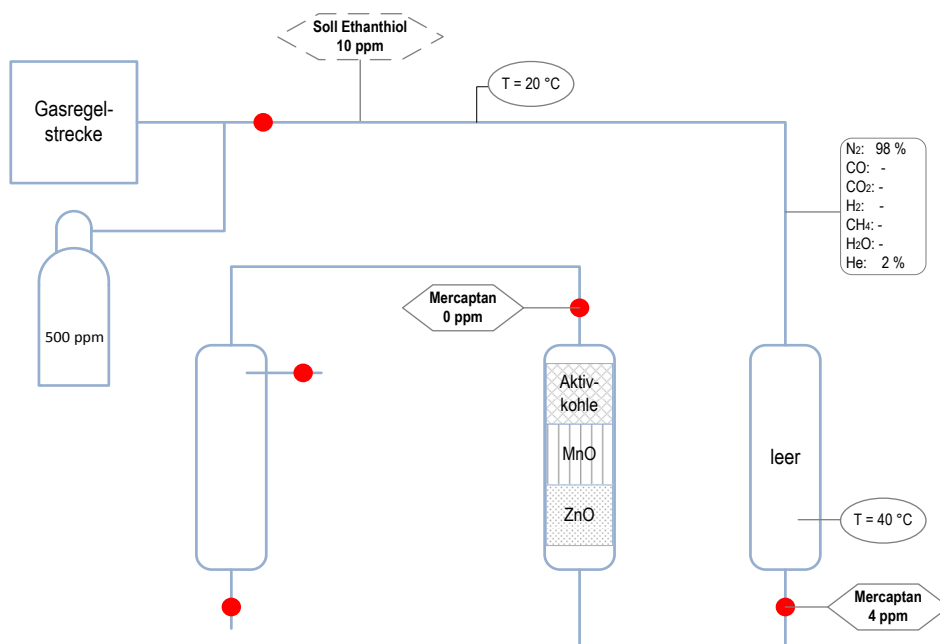 Soll Ethanthiol
10 ppm
T = 20 °C
Gasregel-
strecke
N2: 98 %
CO: -
CO2: -
H2: -
CH4: -
H2O: -
He: 2 %
500 ppm
Mercaptan
0 ppm
Aktiv-
kohle
MnO
ZnO
leer
T = 40 °C
Mercaptan
4 ppm